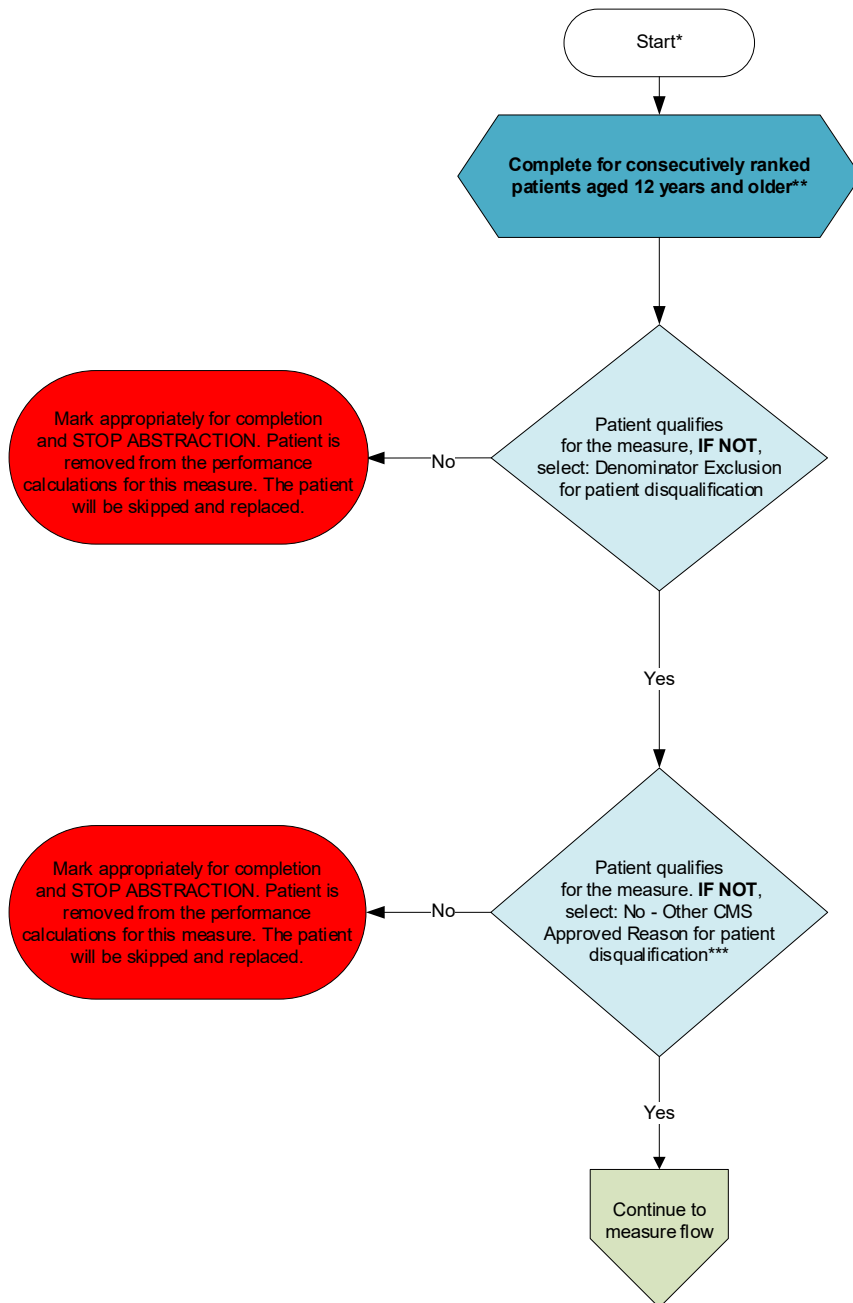 Start*
Complete for consecutively ranked
patients aged 12 years and older**
Patient qualifies
for the measure, IF NOT,
select: Denominator Exclusion
for patient disqualification
No
Mark appropriately for completion
and STOP ABSTRACTION. Patient is
removed from the performance
calculations for this measure. The patient
will be skipped and replaced.
Yes
Patient qualifies
for the measure. IF NOT,
select: No - Other CMS
Approved Reason for patient
disqualification***
No
Mark appropriately for completion
and STOP ABSTRACTION. Patient is
removed from the performance
calculations for this measure. The patient
will be skipped and replaced.
Yes
Continue to
measure flow